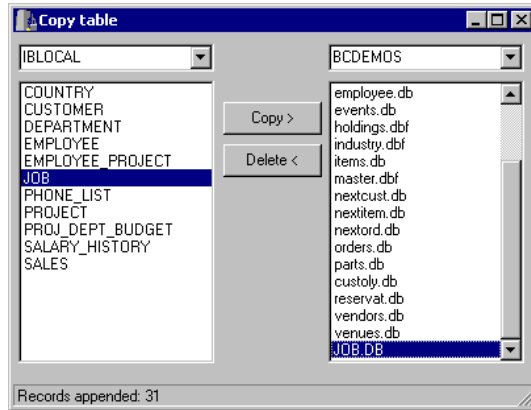 Copy table
IBLOCAL
BCDEMOS
COUNTRY
CUSTOMER
DEPARTMENT
EMPLOYEE
EMPLOYEE_PROJECT
JOB
PHONE_LIST
PROJECT
PROJ_DEPT_BUDGET
SALARY_HISTORY
SALES
Copy >
Delete <
employee.db
events.db
holdings.dbf
industry.dbf
items.db
master.dbf
nextcust.db
nextitem.db
nextord.db
orders.db
parts.db
custoly.db
reservat.db
vendors.db
venues.db
JOB.DB
Records appended: 31